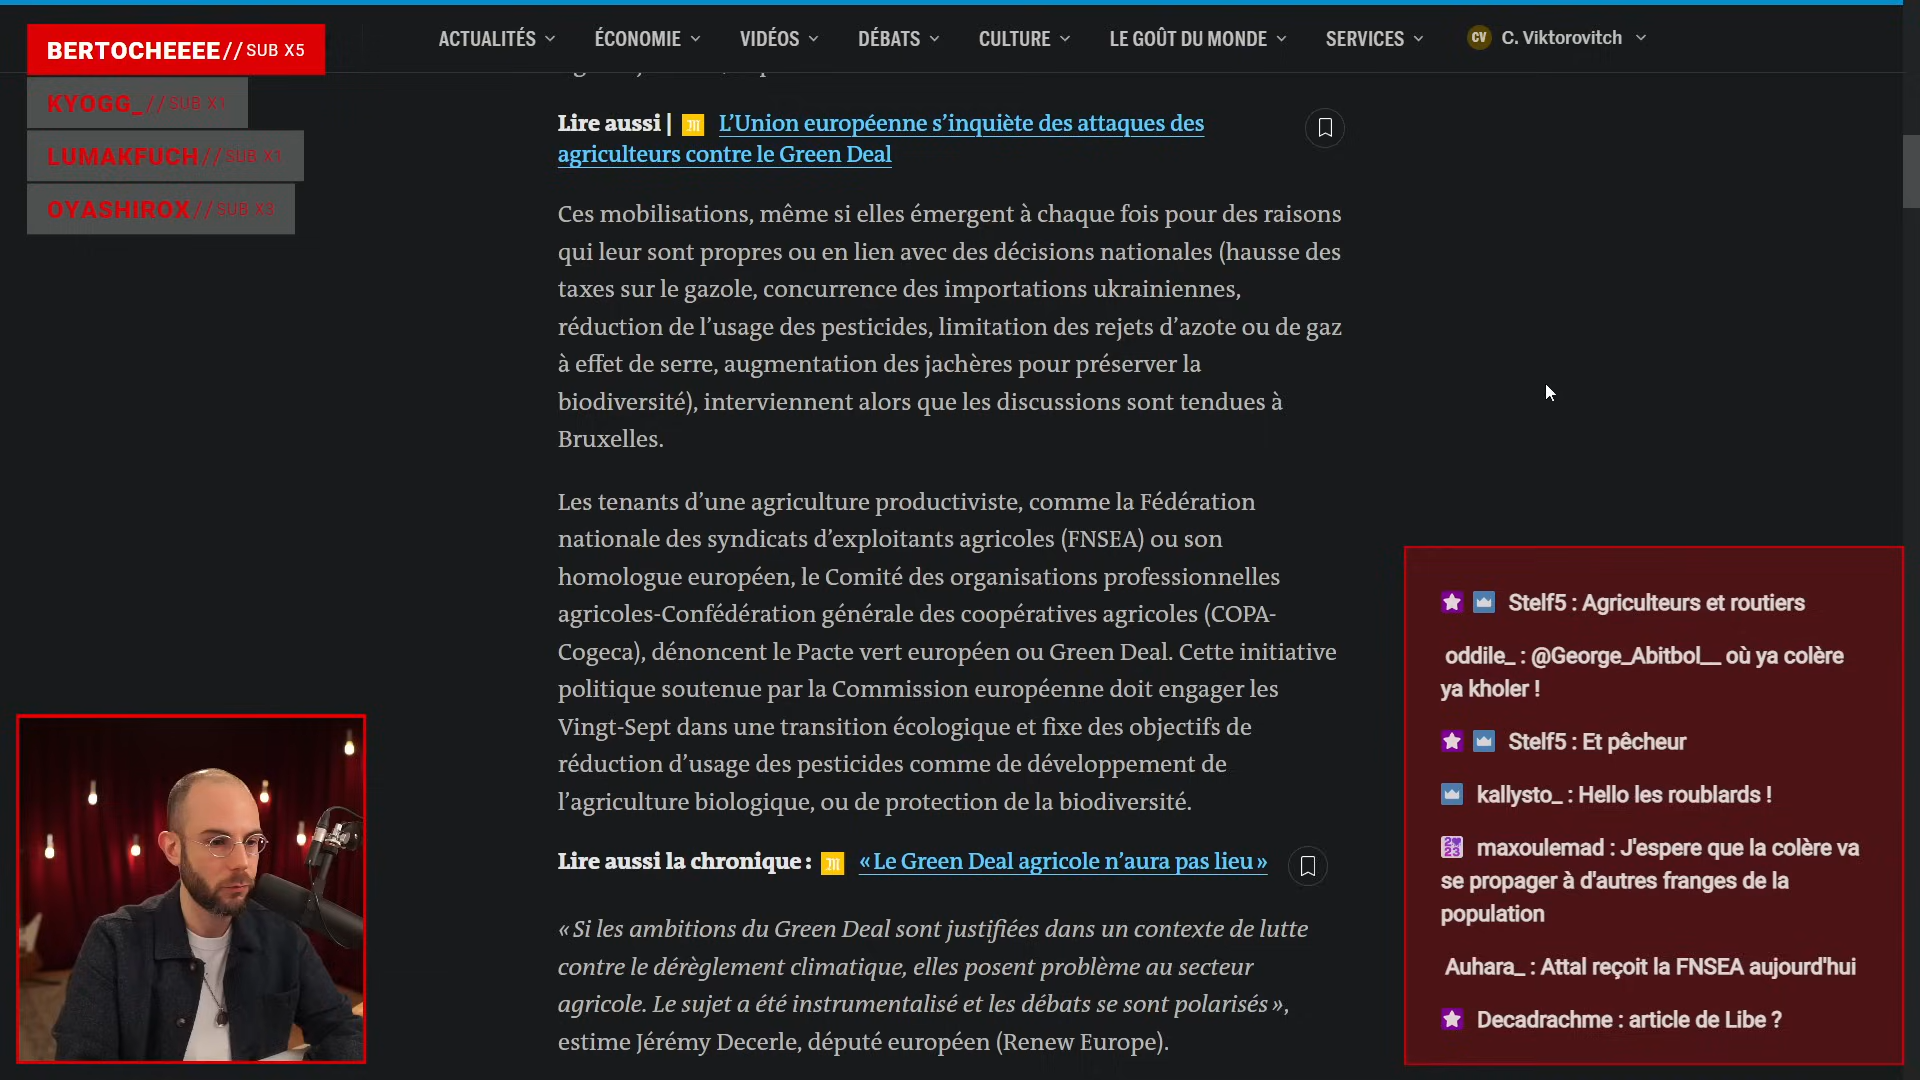 BERTOCHEEEE// SUB X5
KYOGG_// SUB X1
LUMAKFUCH// SUB X1
OYASHIROX// SUB X3
ACTUALITÉS
ÉCONOMIE
VIDÉOS
DÉBATS
CULTURE
LE GOÛT DU MONDE
SERVICES
CV C. Viktorovitch
Lire aussi | L’Union européenne s’inquiète des attaques des
agriculteurs contre le Green Deal
Ces mobilisations, même si elles émergent à chaque fois pour des raisons
qui leur sont propres ou en lien avec des décisions nationales (hausse des
taxes sur le gazole, concurrence des importations ukrainiennes,
réduction de l’usage des pesticides, limitation des rejets d’azote ou de gaz
à effet de serre, augmentation des jachères pour préserver la
biodiversité), interviennent alors que les discussions sont tendues à
Bruxelles.
Les tenants d’une agriculture productiviste, comme la Fédération
nationale des syndicats d’exploitants agricoles (FNSEA) ou son
homologue européen, le Comité des organisations professionnelles
agricoles-Confédération générale des coopératives agricoles (COPA-
Cogeca), dénoncent le Pacte vert européen ou Green Deal. Cette initiative
politique soutenue par la Commission européenne doit engager les
Vingt-Sept dans une transition écologique et fixe des objectifs de
réduction d’usage des pesticides comme de développement de
l’agriculture biologique, ou de protection de la biodiversité.
Lire aussi la chronique : « Le Green Deal agricole n’aura pas lieu »
« Si les ambitions du Green Deal sont justifiées dans un contexte de lutte
contre le dérèglement climatique, elles posent problème au secteur
agricole. Le sujet a été instrumentalisé et les débats se sont polarisés »,
estime Jérémy Decerle, député européen (Renew Europe).
Stelf5 : Agriculteurs et routiers
oddile_ : @George_Abitbol__ où ya colère
ya kholer !
Stelf5 : Et pêcheur
kallysto_ : Hello les roublards !
maxoulemad : J'espere que la colère va
se propager à d'autres franges de la
population
Auhara_ : Attal reçoit la FNSEA aujourd'hui
Decadrachme : article de Libe ?